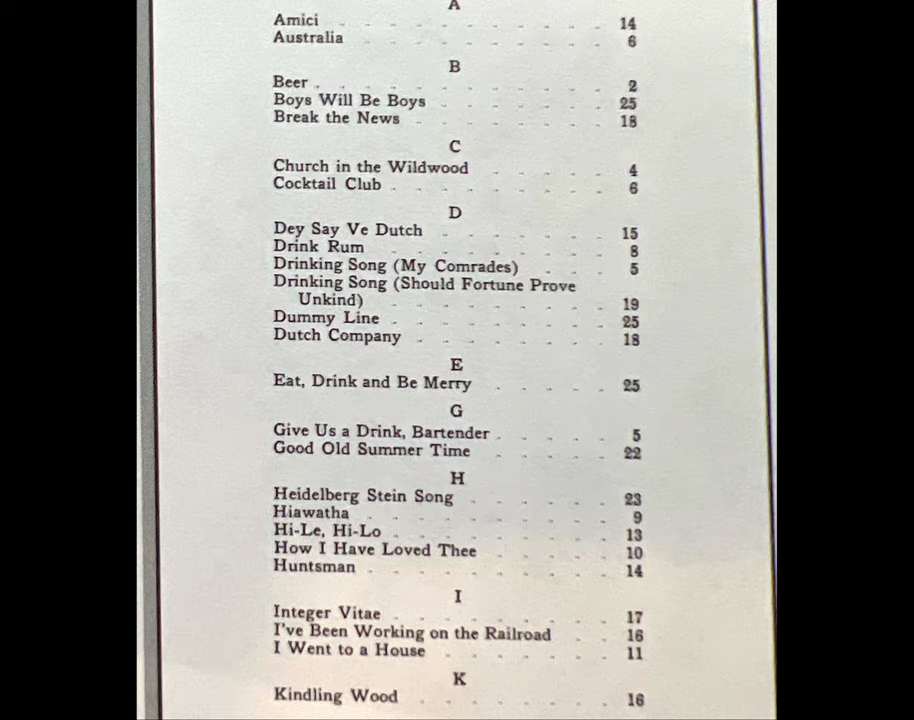 A
Amici 14
Australia 6
B
Beer 2
Boys Will Be Boys 25
Break the News 18
C
Church in the Wildwood 4
Cocktail Club 6
D
Dey Say Ve Dutch 15
Drink Rum 8
Drinking Song (My Comrades) 5
Drinking Song (Should Fortune Prove
Unkind) 19
Dummy Line 25
Dutch Company 18
E
Eat, Drink and Be Merry 25
G
Give Us a Drink, Bartender 5
Good Old Summer Time 22
H
Heidelberg Stein Song 23
Hiawatha 9
Hi-Le, Hi-Lo 13
How I Have Loved Thee 10
Huntsman 14
I
Integer Vitae 17
I've Been Working on the Railroad 16
I Went to a House 11
K
Kindling Wood 16